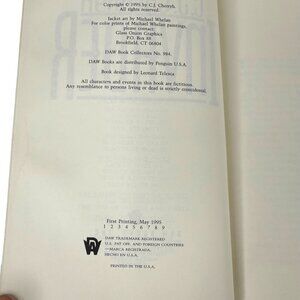 Copyright © 1995 by C.J. Cherryh.
All rights reserved.
Jacket art by Michael Whelan
For color prints of Michael Whelan paintings,
please contact:
Glass Onion Graphics
P.O. Box 88
Brookfield, CT 06804
DAW Book Collectors No. 984.
DAW Books are distributed by Penguin U.S.A.
Book designed by Leonard Telesca
All characters and events in this book are fictitious.
Any resemblance to persons living or dead is strictly coincidental.
First Printing, May 1995
1 2 3 4 5 6 7 8 9
DAW TRADEMARK REGISTERED
U.S. PAT. OFF. AND FOREIGN COUNTRIES
—MARCA REGISTRADA.
HECHO EN U.S.A.
PRINTED IN THE U.S.A.